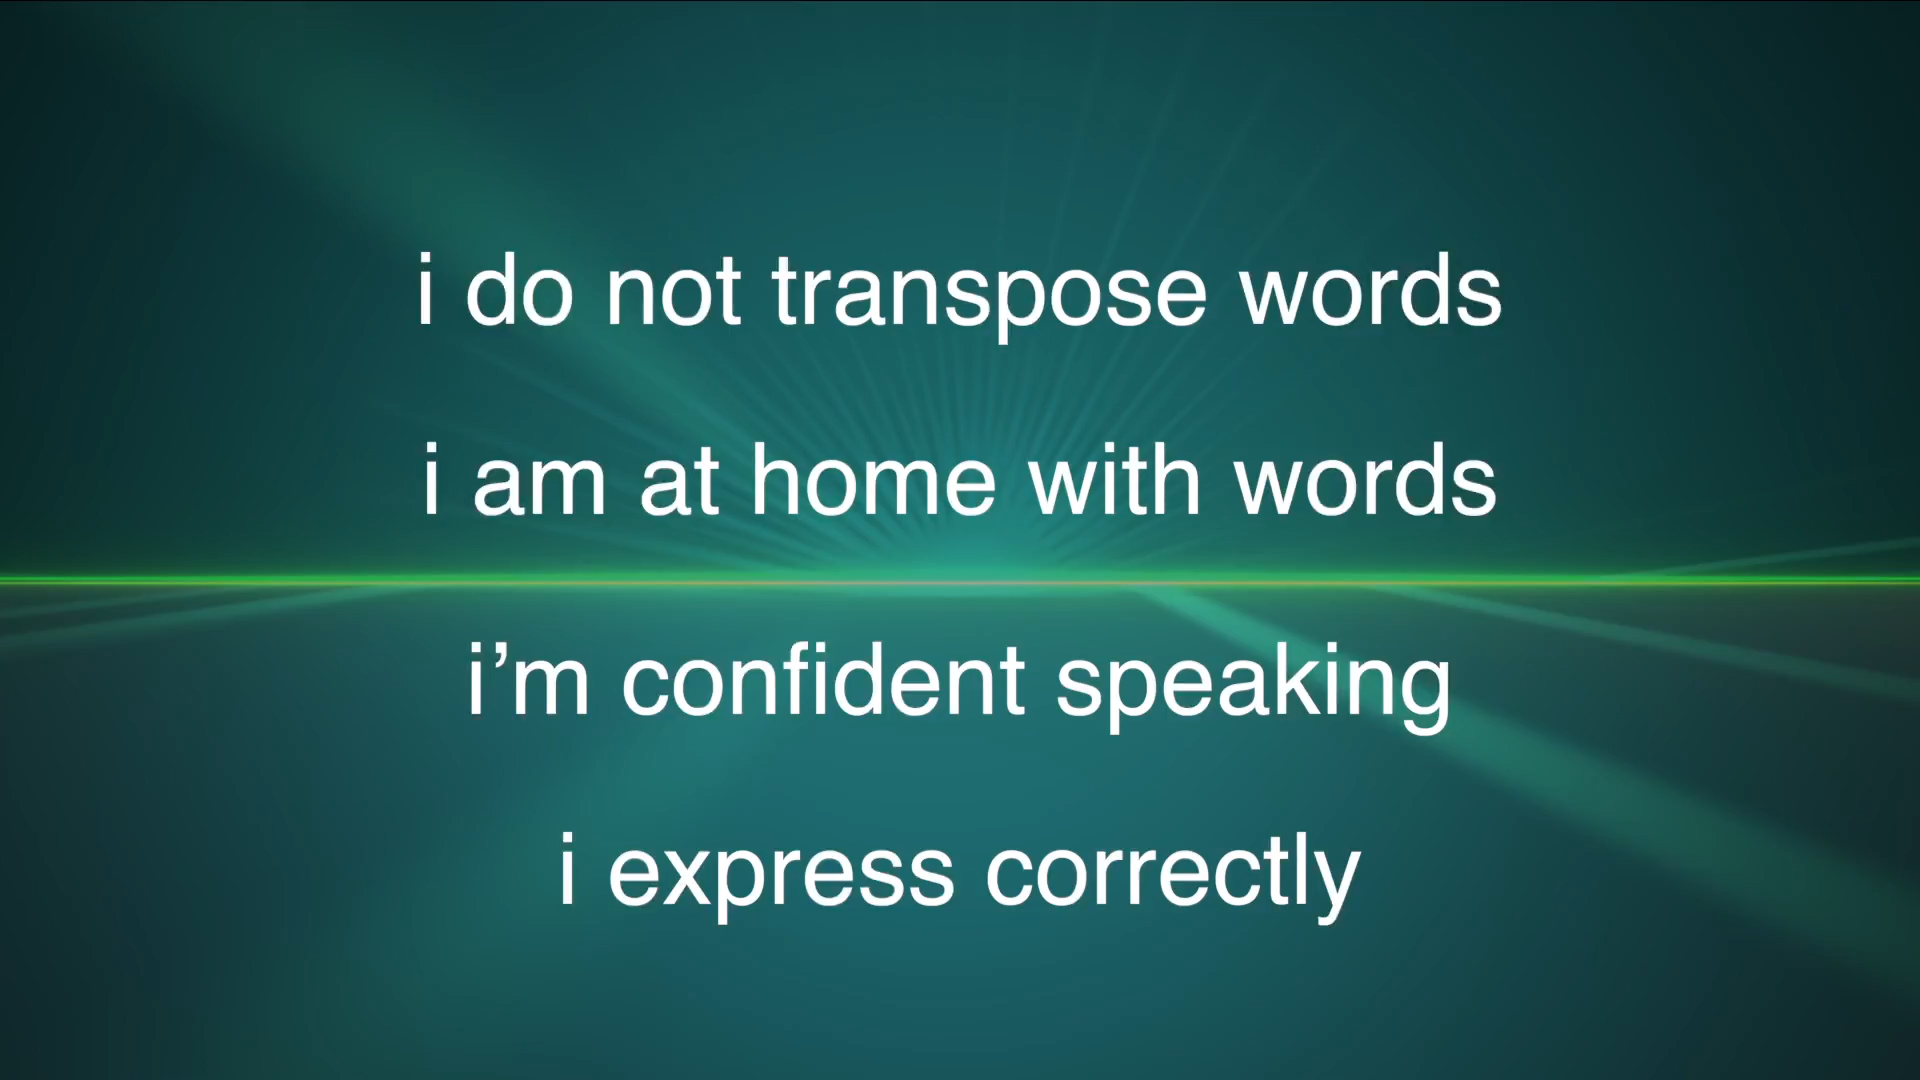 i do not transpose words
i am at home with words
i’m confident speaking
i express correctly